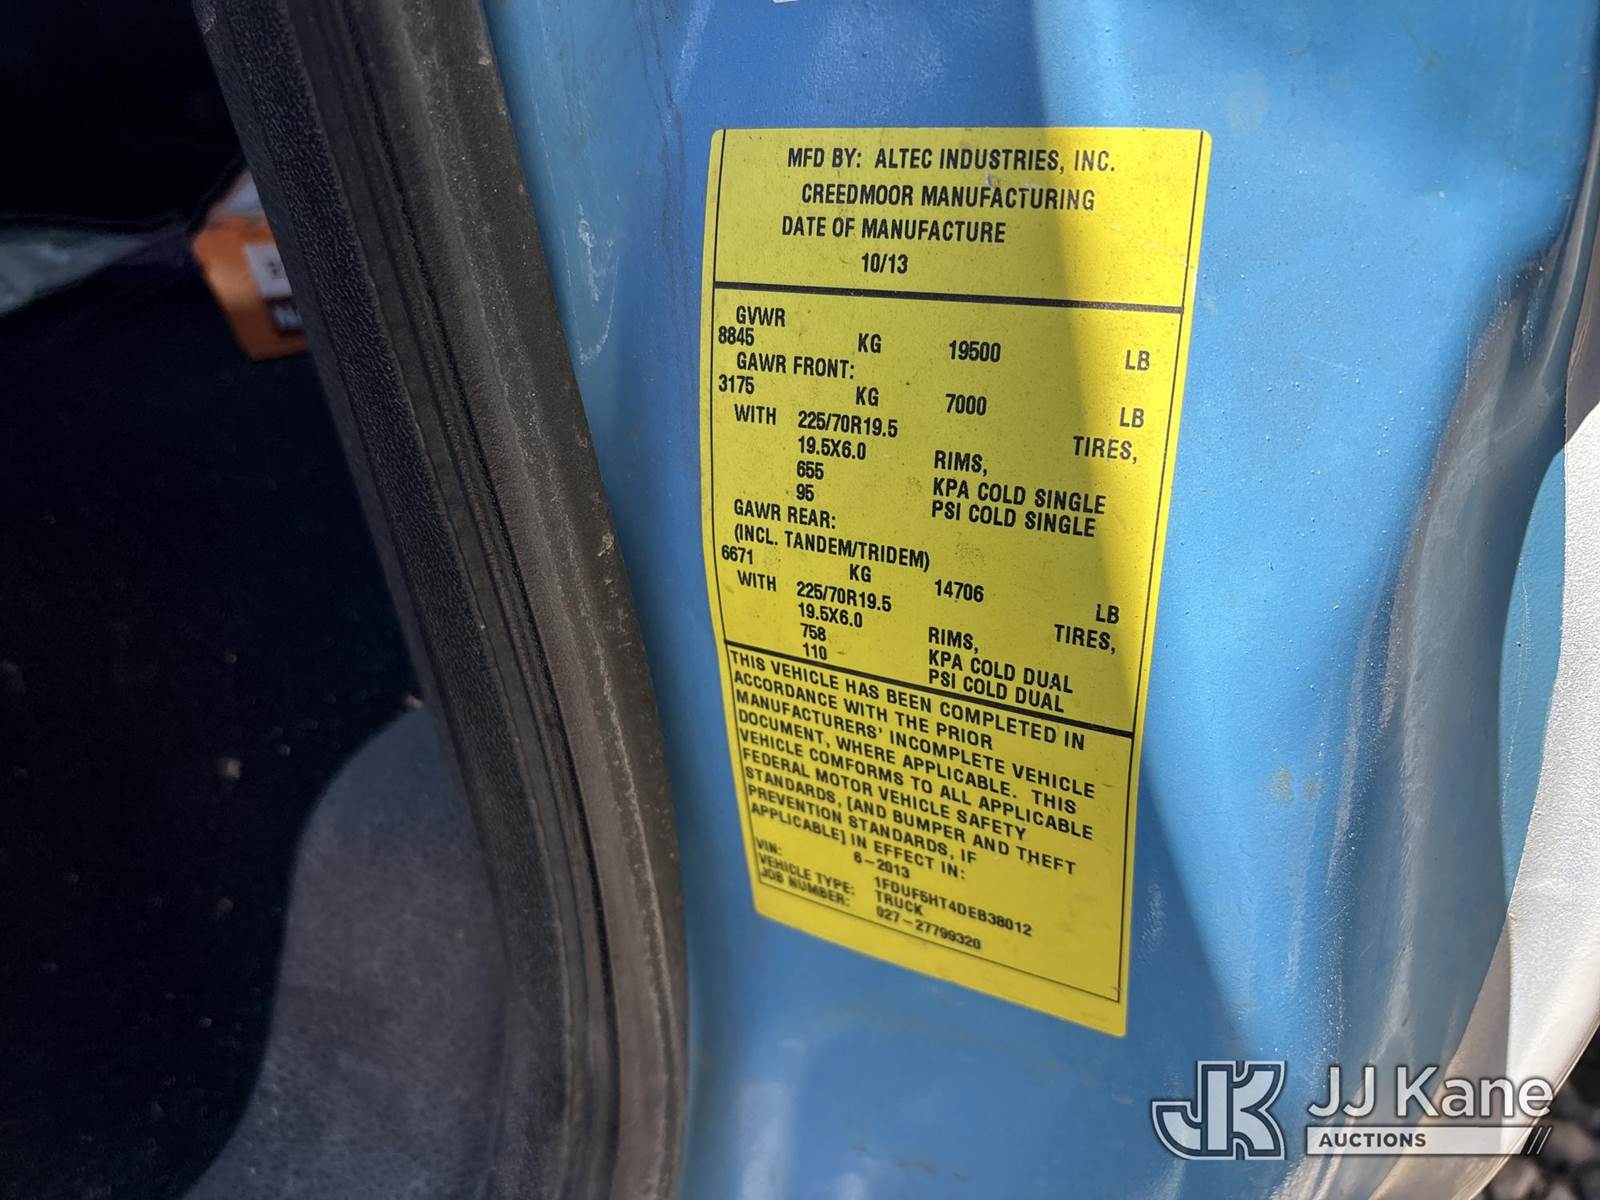 MFD BY: ALTEC INDUSTRIES, INC.
CREEDMOOR MANUFACTURING
DATE OF MANUFACTURE
10/13
GVWR
8845 KG 19500 LB
GAWR FRONT:
3175 KG 7000 LB
WITH 225/70R19.5 TIRES,
19.5X6.0 RIMS,
655 KPA COLD SINGLE
95 PSI COLD SINGLE
GAWR REAR:
(INCL. TANDEM/TRIDEM)
6671 KG 14706 LB
WITH 225/70R19.5 TIRES,
19.5X6.0 RIMS,
758 KPA COLD DUAL
110 PSI COLD DUAL
THIS VEHICLE HAS BEEN COMPLETED IN
ACCORDANCE WITH THE PRIOR
MANUFACTURERS' INCOMPLETE VEHICLE
DOCUMENT, WHERE APPLICABLE. THIS
VEHICLE COMFORMS TO ALL APPLICABLE
FEDERAL MOTOR VEHICLE SAFETY
STANDARDS, [AND BUMPER AND THEFT
PREVENTION STANDARDS, IF
APPLICABLE] IN EFFECT IN:
6-2013
VIN: 1FDUF5HT4DEB38012
VEHICLE TYPE: TRUCK
JOB NUMBER: 027-27799320
JK JJ Kane
AUCTIONS